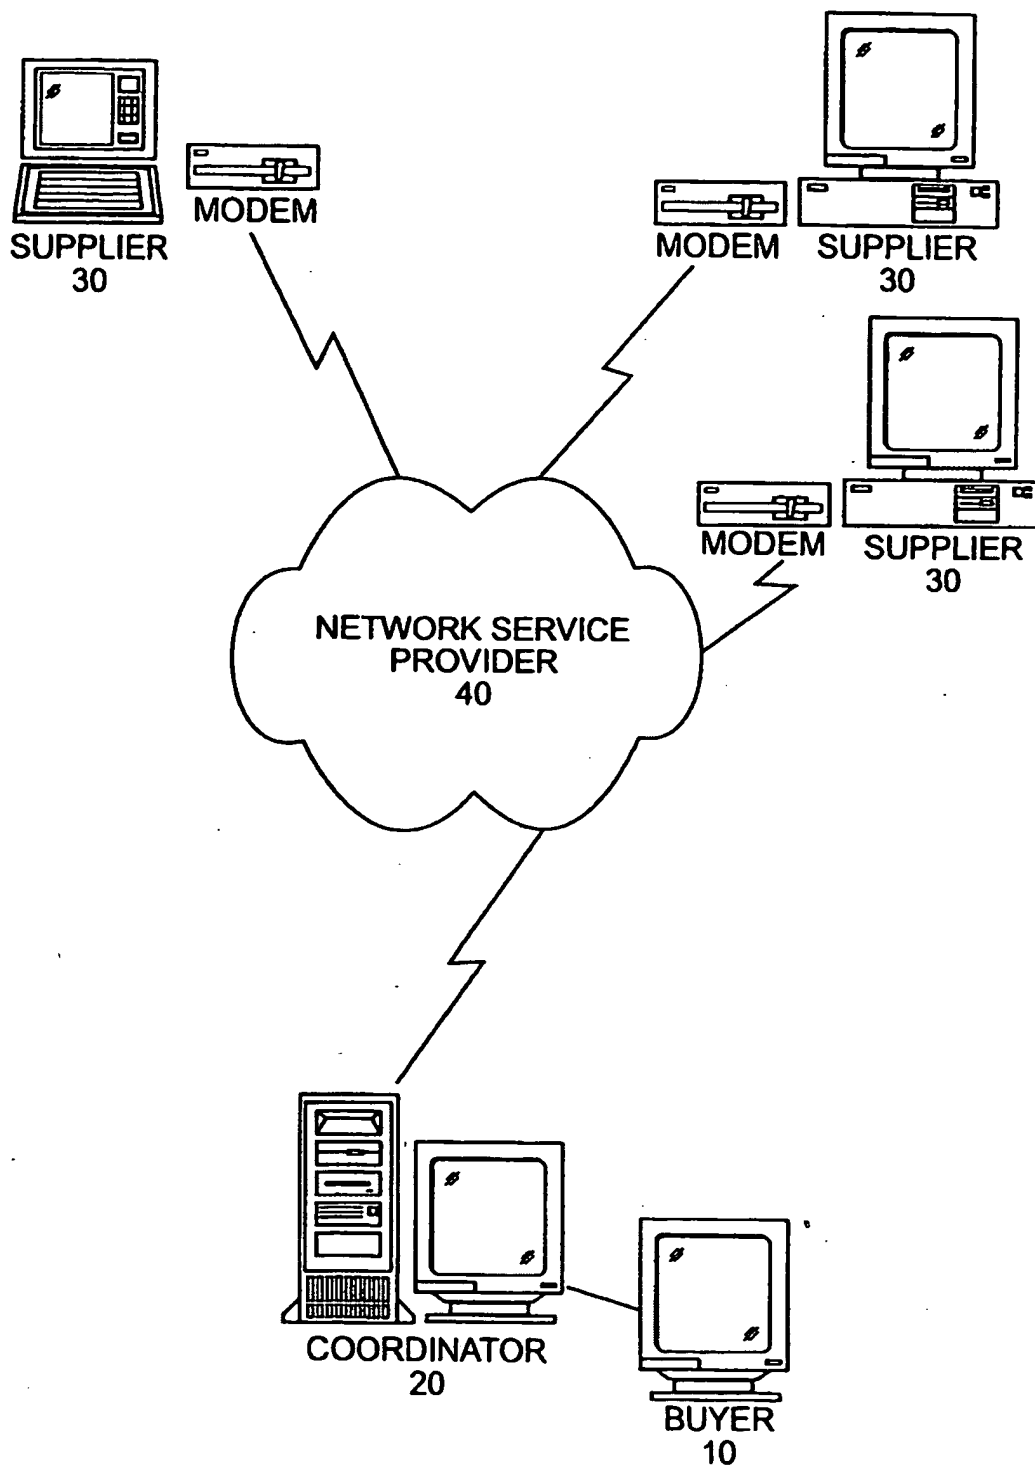 MODEM
SUPPLIER
30
MODEM
SUPPLIER
30
MODEM
SUPPLIER
30
NETWORK SERVICE
PROVIDER
40
COORDINATOR
20
BUYER
10